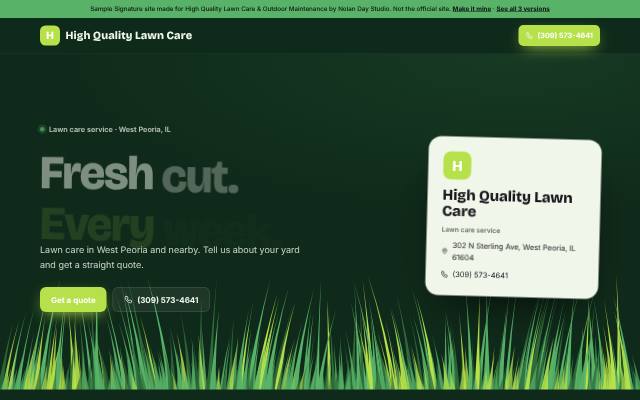 Sample Signature site made for High Quality Lawn Care & Outdoor Maintenance by Nolan Day Studio. Not the official site. Make it mine · See all 3 versions
H High Quality Lawn Care
(309) 573-4641
Lawn care service · West Peoria, IL
Fresh cut.
Every week
Lawn care in West Peoria and nearby. Tell us about your yard
and get a straight quote.
Get a quote
(309) 573-4641
H
High Quality Lawn
Care
Lawn care service
302 N Sterling Ave, West Peoria, IL
61604
(309) 573-4641